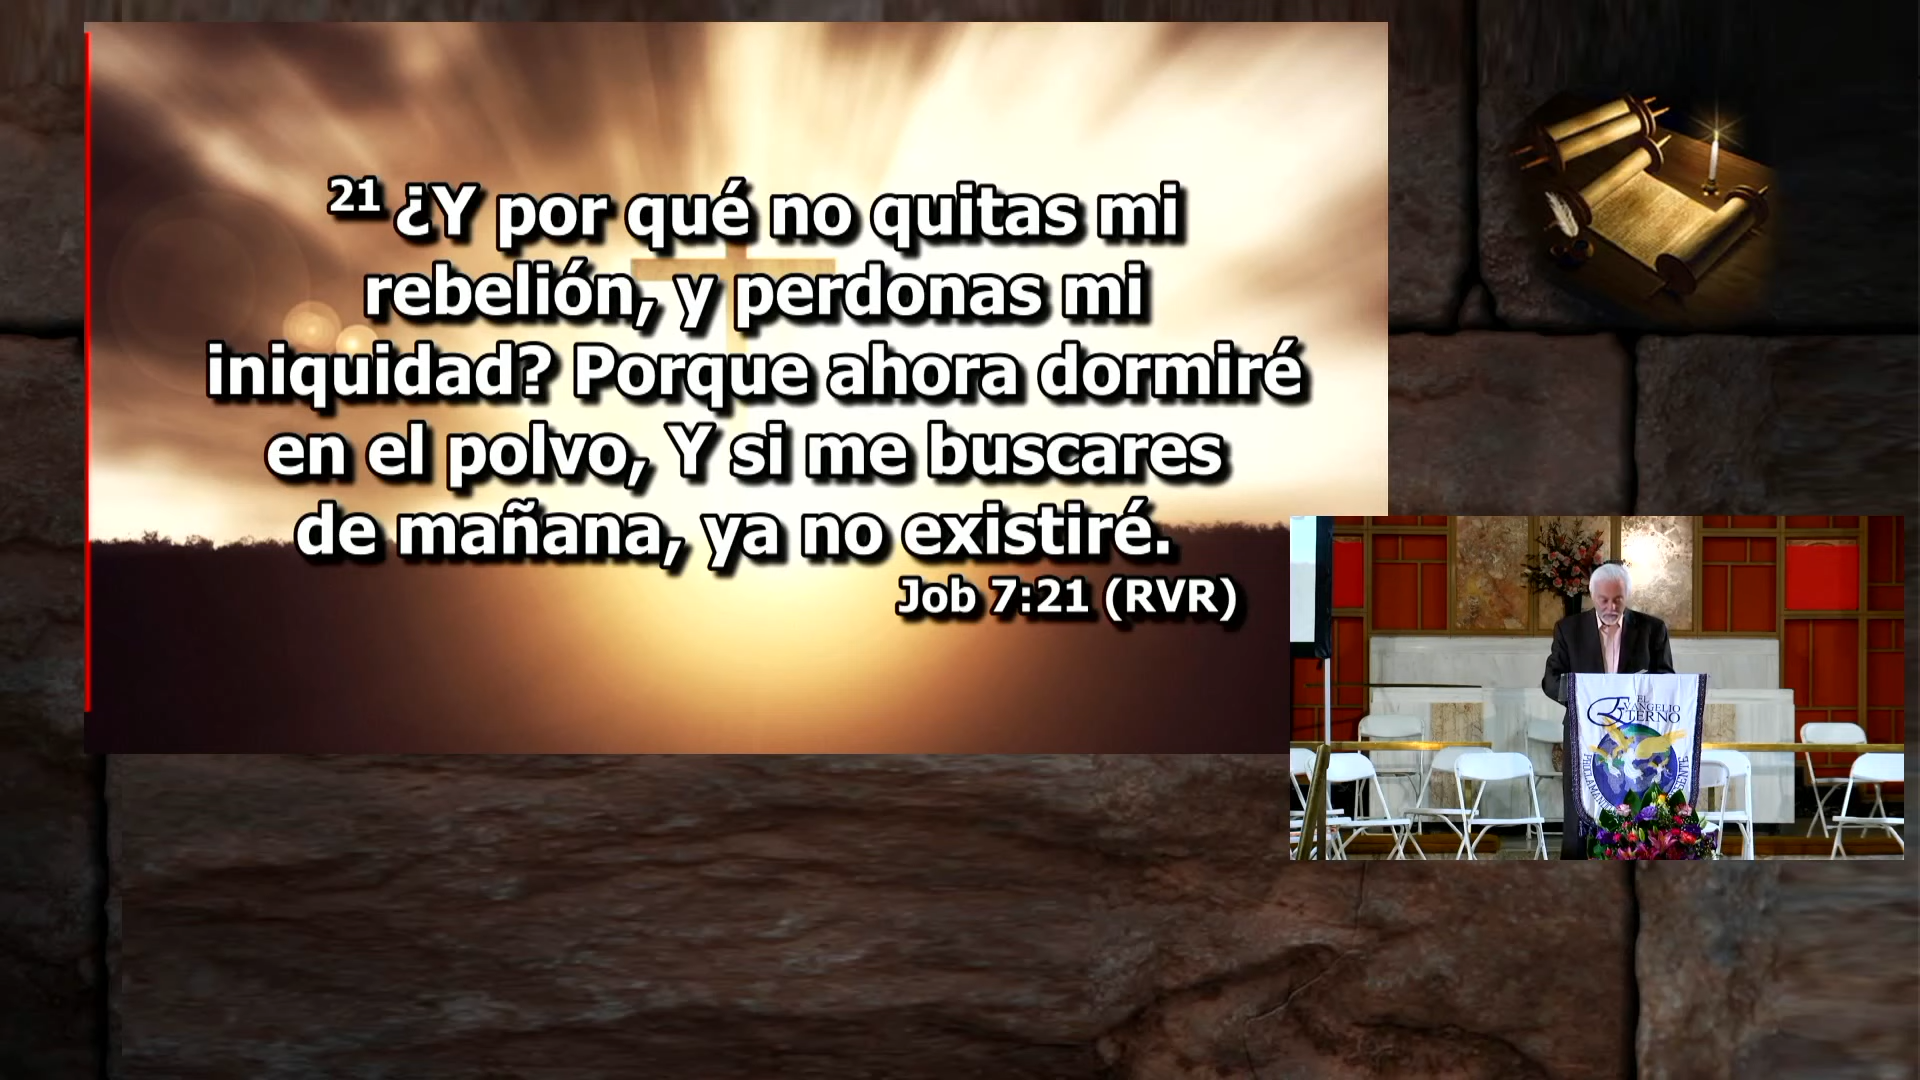 21 ¿Y por qué no quitas mi
rebelión, y perdonas mi
iniquidad? Porque ahora dormiré
en el polvo, Y si me buscares
de mañana, ya no existiré.
Job 7:21 (RVR)
EL
EVANGELIO
ETERNO